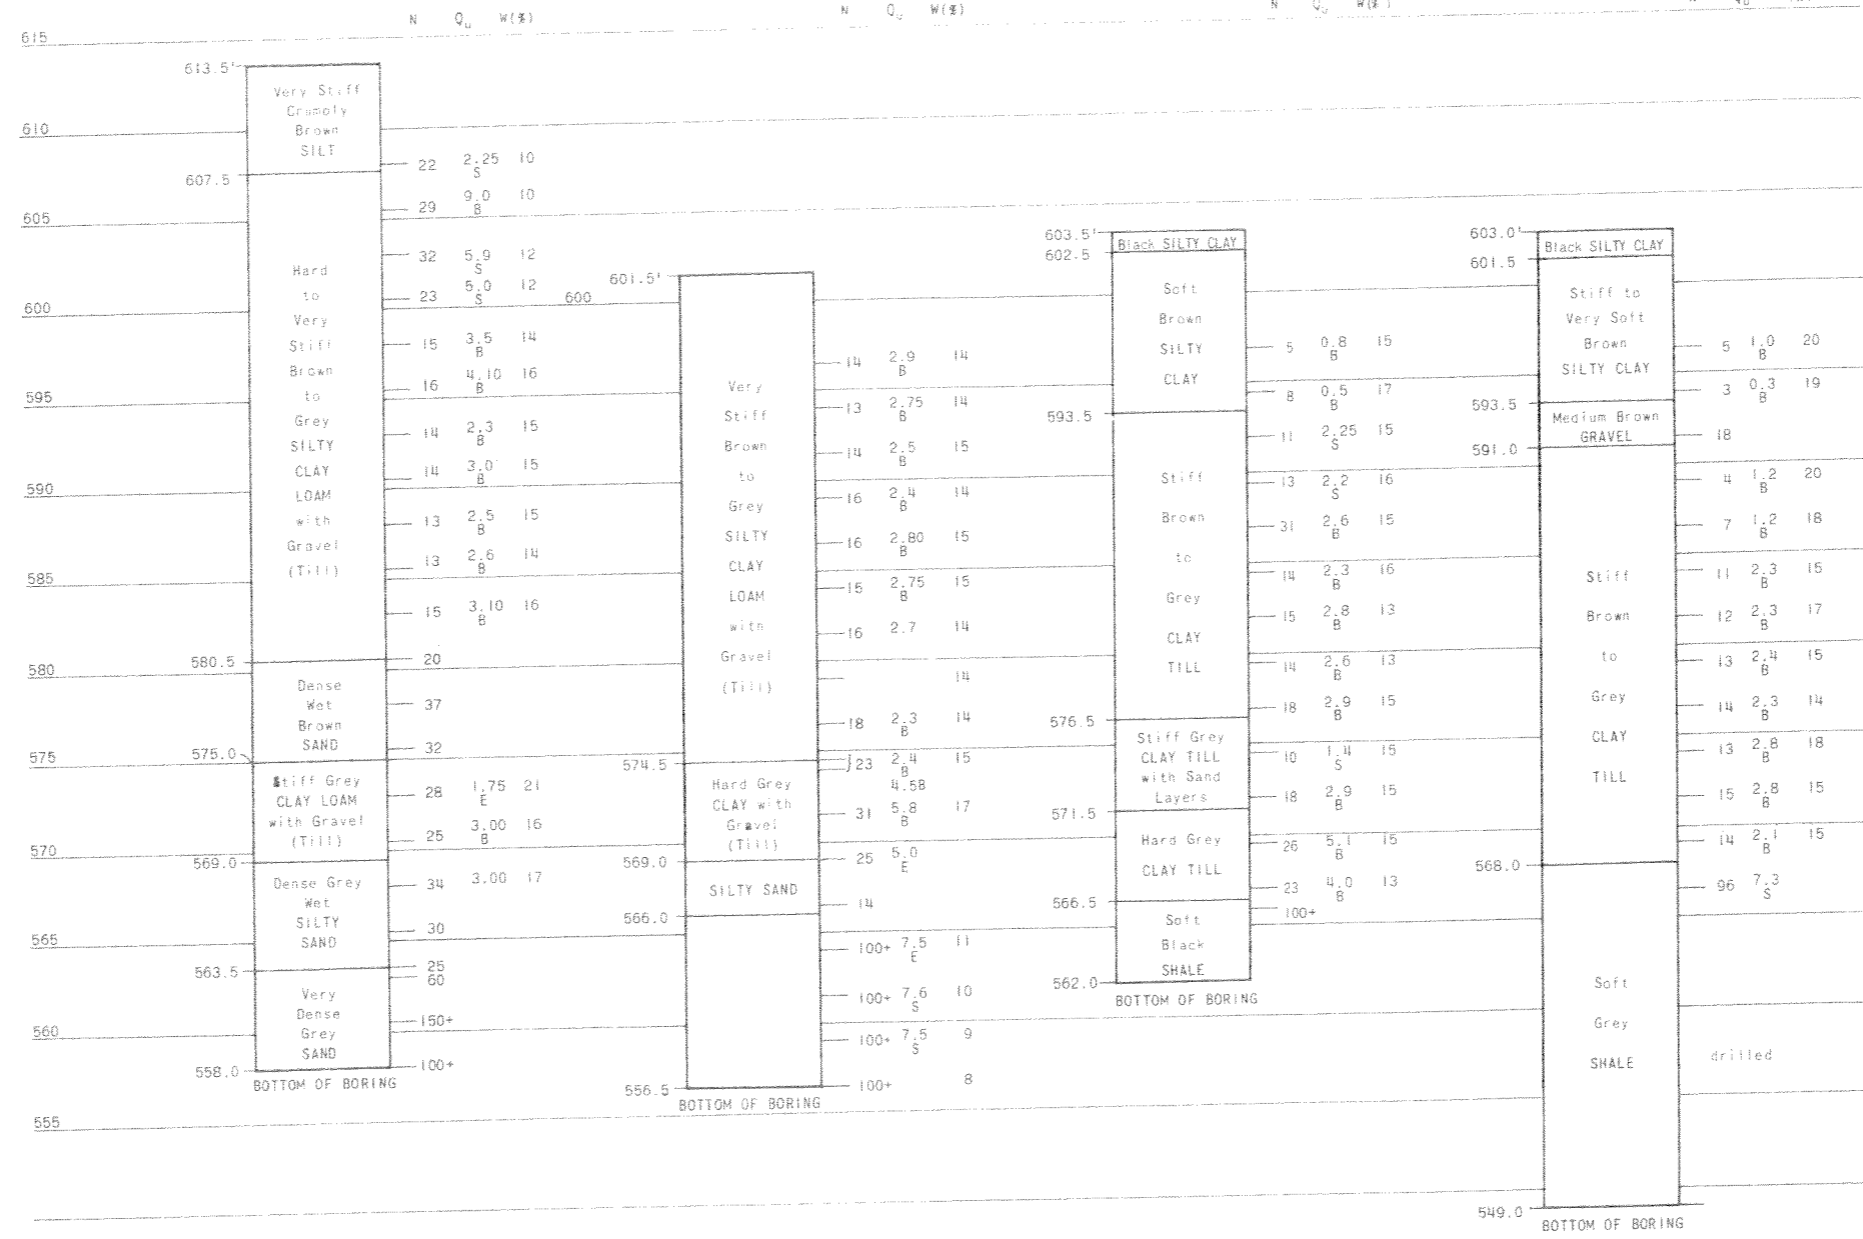 N Qu W(%)
N Qu W(%)
N Qu W(%)
615
610
605
600
595
590
585
580
575
570
565
560
555
613.5'
Very Stiff
Crumbly
Brown
SILT
607.5
Hard
to
Very
Stiff
Brown
to
Grey
SILTY
CLAY
LOAM
with
Gravel
(Till)
580.5
Dense
Wet
Brown
SAND
575.0
Stiff Grey
CLAY LOAM
with Gravel
(Till)
569.0
Dense Grey
Wet
SILTY
SAND
563.5
Very
Dense
Grey
SAND
558.0
BOTTOM OF BORING
22 2.25 10
S
29 9.0 10
B
32 5.9 12
S
23 5.0 12
S
15 3.5 14
B
16 4.10 16
B
14 2.3 15
B
14 3.0 15
B
13 2.5 15
B
13 2.6 14
B
15 3.10 16
B
20
37
32
28 1.75 21
E
25 3.00 16
B
34 3.00 17
30
25
60
150+
100+
600
601.5'
Very
Stiff
Brown
to
Grey
SILTY
CLAY
LOAM
with
Gravel
(Till)
574.5
Hard Grey
CLAY with
Gravel
(Till)
569.0
SILTY SAND
566.0
556.5
BOTTOM OF BORING
14 2.9 14
B
13 2.75 14
B
14 2.5 15
B
16 2.4 14
B
16 2.80 15
B
15 2.75 15
B
16 2.7 14
14
18 2.3 14
B
}23 2.4 15
B
4.5B
31 5.8 17
B
25 5.0
E
14
100+ 7.5 11
E
100+ 7.6 10
S
100+ 7.5 9
S
100+ 8
603.5'
Black SILTY CLAY
602.5
Soft
Brown
SILTY
CLAY
593.5
Stiff
Brown
to
Grey
CLAY
TILL
576.5
Stiff Grey
CLAY TILL
with Sand
Layers
571.5
Hard Grey
CLAY TILL
566.5
Soft
Black
SHALE
562.0
BOTTOM OF BORING
5 0.8 15
B
8 0.5 17
B
11 2.25 15
S
13 2.2 16
S
31 2.6 15
B
14 2.3 16
B
15 2.8 13
B
14 2.6 13
B
18 2.9 15
B
10 1.4 15
S
18 2.9 15
B
26 5.1 15
B
23 4.0 13
B
100+
603.0'
Black SILTY CLAY
601.5
Stiff to
Very Soft
Brown
SILTY CLAY
593.5
Medium Brown
GRAVEL
591.0
Stiff
Brown
to
Grey
CLAY
TILL
568.0
Soft
Grey
SHALE
549.0
BOTTOM OF BORING
5 1.0 20
B
3 0.3 19
B
18
4 1.2 20
B
7 1.2 18
B
11 2.3 15
B
12 2.3 17
B
13 2.4 15
B
14 2.3 14
B
13 2.8 18
B
15 2.8 15
B
14 2.1 15
B
96 7.3
S
drilled